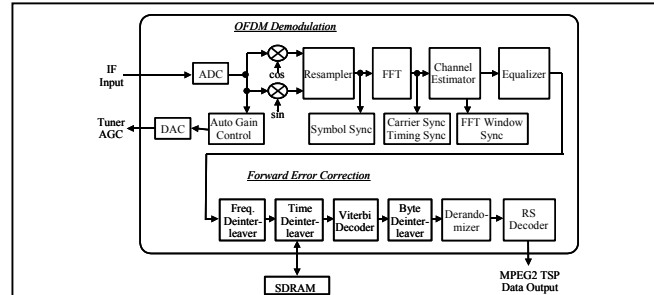 OFDM Demodulation
IF
Input
ADC
cos
sin
Resampler
FFT
Channel
Estimator
Equalizer
Tuner
AGC
DAC
Auto Gain
Control
Symbol Sync
Carrier Sync
Timing Sync
FFT Window
Sync
Forward Error Correction
Freq.
Deinter-
leaver
Time
Deinter-
leaver
Viterbi
Decoder
Byte
Deinter-
leaver
Derando-
mizer
RS
Decoder
SDRAM
MPEG2 TSP
Data Output